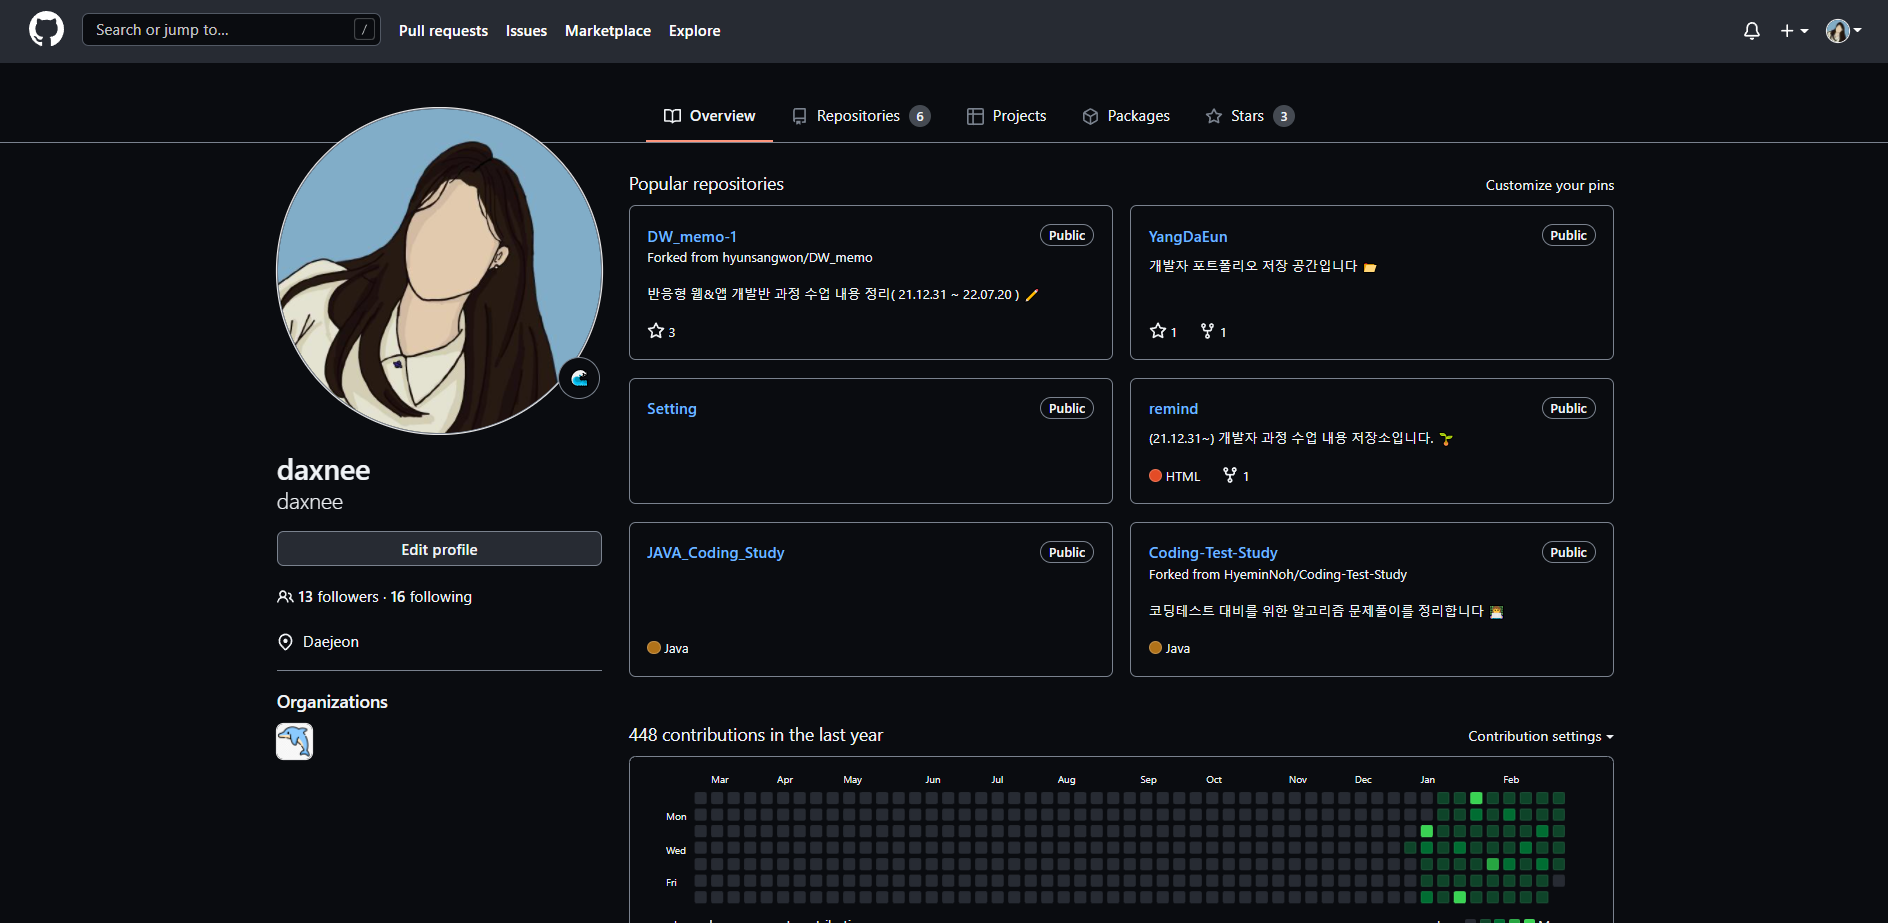 Search or jump to... /
Pull requests Issues Marketplace Explore
Overview Repositories 6 Projects Packages Stars 3
daxnee
daxnee
Edit profile
13 followers · 16 following
Daejeon
Organizations
Popular repositories
Customize your pins
DW_memo-1 Public
Forked from hyunsangwon/DW_memo
반응형 웹&앱 개발반 과정 수업 내용 정리( 21.12.31 ~ 22.07.20 ) 🖍️
3
YangDaEun Public
개발자 포트폴리오 저장 공간입니다 📂
1 1
Setting Public
remind Public
(21.12.31~) 개발자 과정 수업 내용 저장소입니다. 🌱
HTML 1
JAVA_Coding_Study Public
Java
Coding-Test-Study Public
Forked from HyeminNoh/Coding-Test-Study
코딩테스트 대비를 위한 알고리즘 문제풀이를 정리합니다 👩🏻‍💻
Java
448 contributions in the last year
Contribution settings
Mar Apr May Jun Jul Aug Sep Oct Nov Dec Jan Feb
Mon
Wed
Fri